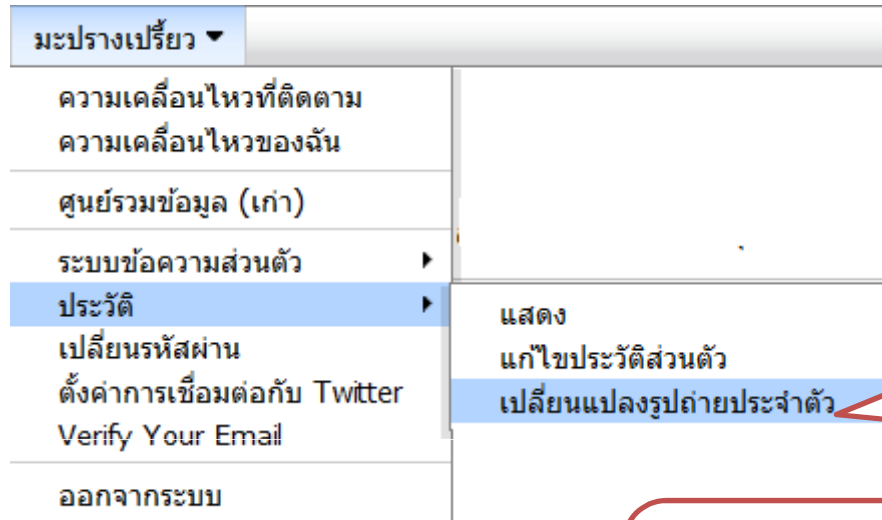 มะปรางเปรี้ยว
ความเคลื่อนไหวที่ติดตาม
ความเคลื่อนไหวของฉัน
ศูนย์รวมข้อมูล (เก่า)
ระบบข้อความส่วนตัว
ประวัติ
เปลี่ยนรหัสผ่าน
ตั้งค่าการเชื่อมต่อกับ Twitter
Verify Your Email
ออกจากระบบ
แสดง
แก้ไขประวัติส่วนตัว
เปลี่ยนแปลงรูปถ่ายประจำตัว